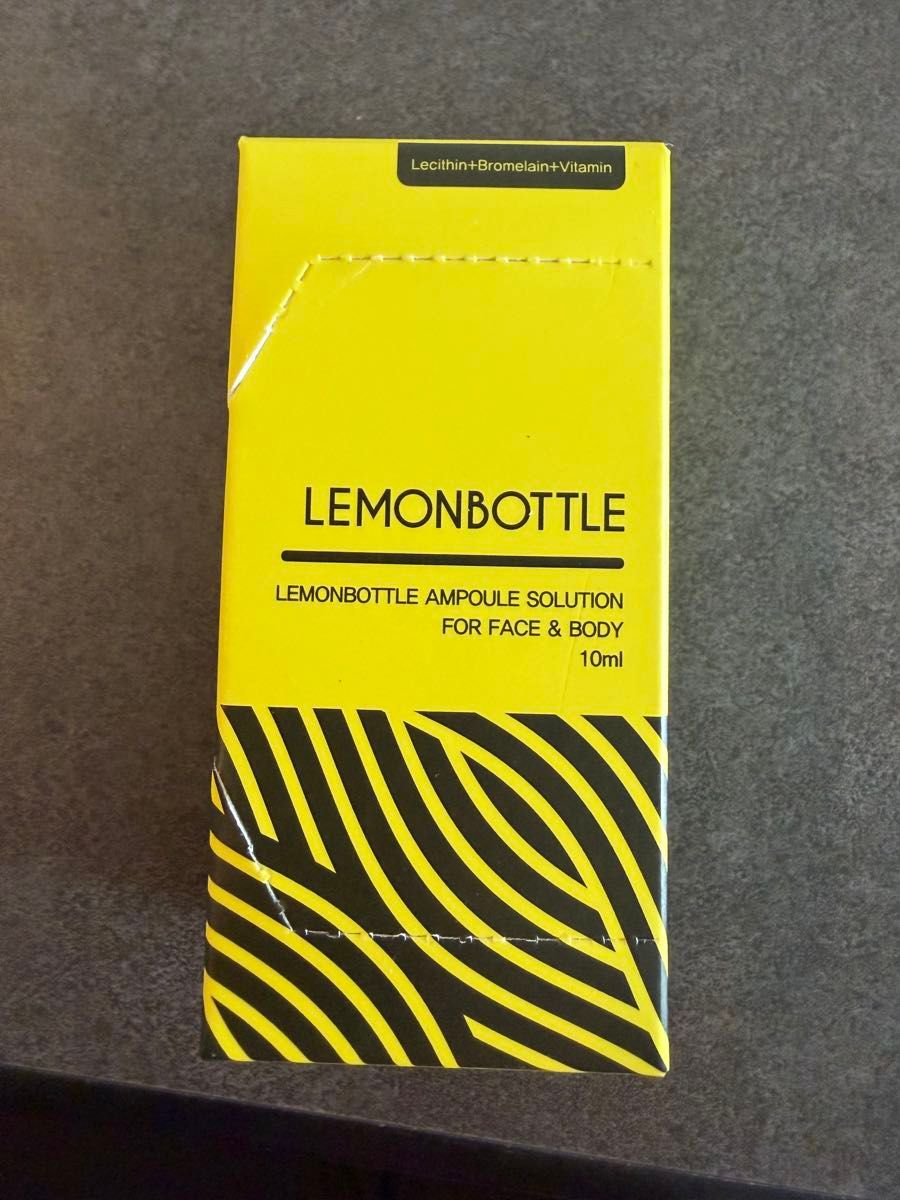 Lecithin+Bromelain+Vitamin
LEMONBOTTLE
LEMONBOTTLE AMPOULE SOLUTION
FOR FACE & BODY
10ml